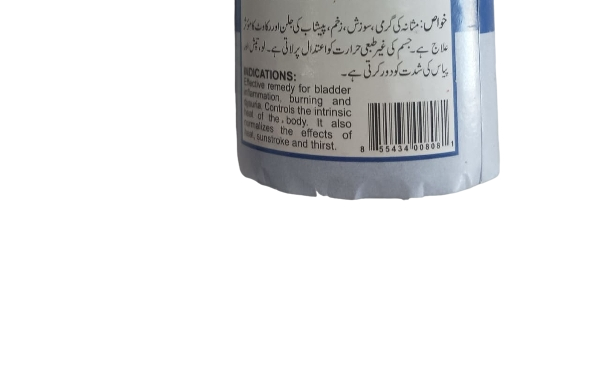 خواص: مثانہ کی گرمی، سوزش، زخم، پیشاب کی جلن اور رکاوٹ کا مؤثر
علاج ہے۔ جسم کی غیر طبعی حرارت کو اعتدال پر لاتی ہے۔ لو، تپش اور
پیاس کی شدت کو دور کرتی ہے۔
INDICATIONS:
Effective remedy for bladder
inflammation, burning and
dysuria. Controls the intrinsic
heat of the body. It also
normalizes the effects of
heat, sunstroke and thirst.
8 55434 00808 1